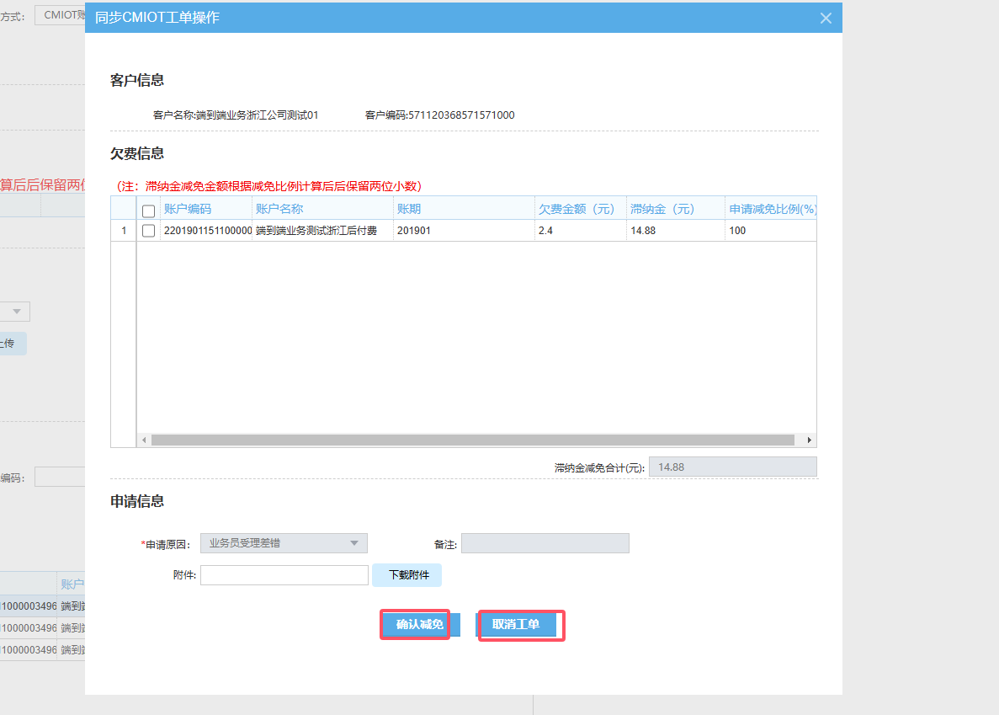 方式：
CMIOT账
同步CMIOT工单操作
客户信息
客户名称:端到端业务浙江公司测试01
客户编码:571120368571571000
欠费信息
算后后保留两位
（注：滞纳金减免金额根据减免比例计算后后保留两位小数）
账户编码 账户名称 账期 欠费金额（元） 滞纳金（元） 申请减免比例(%)
1 2201901151100000 端到端业务测试浙江后付费 201901 2.4 14.88 100
上传
滞纳金减免合计(元): 14.88
编码：
申请信息
*申请原因： 业务员受理差错 备注:
附件: 下载附件
账户
11000003496 端到
11000003496 端到
11000003496 端到
确认减免 取消工单